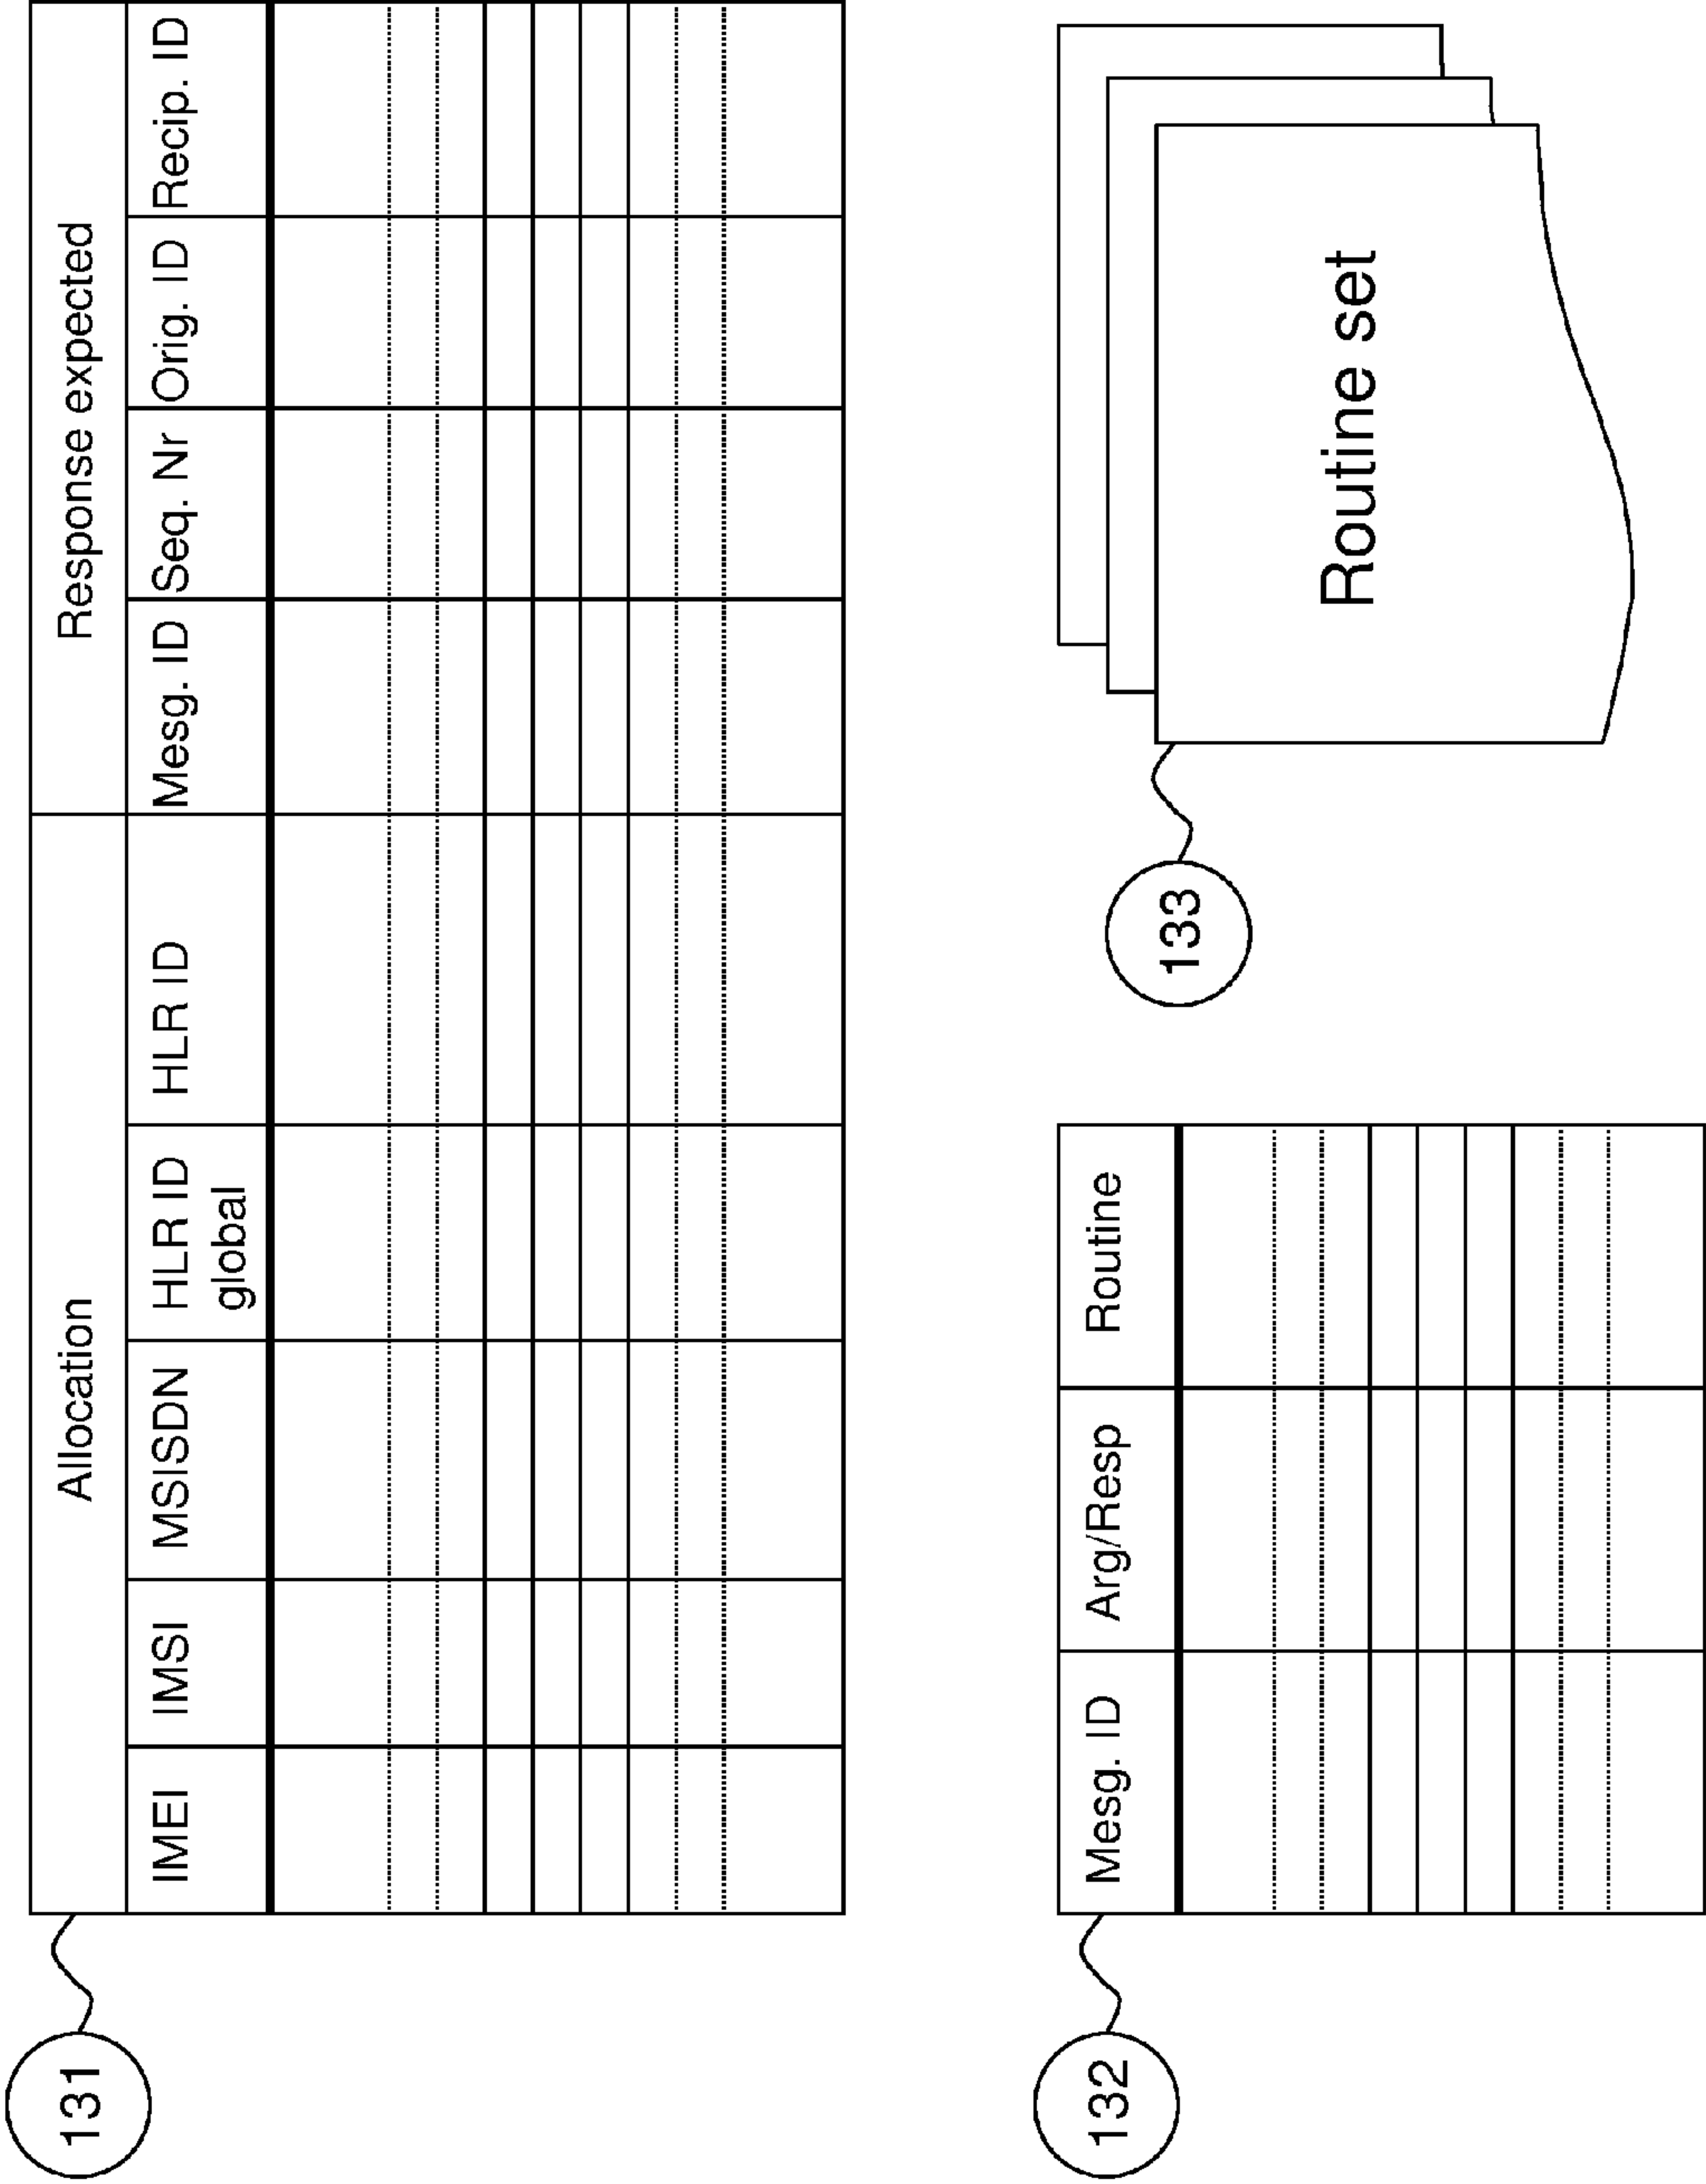 131
Allocation
Response expected
IMEI
IMSI
MSISDN
HLR ID
global
HLR ID
Mesg. ID
Seq. Nr
Orig. ID
Recip. ID
132
Mesg. ID
Arg/Resp
Routine
133
Routine set